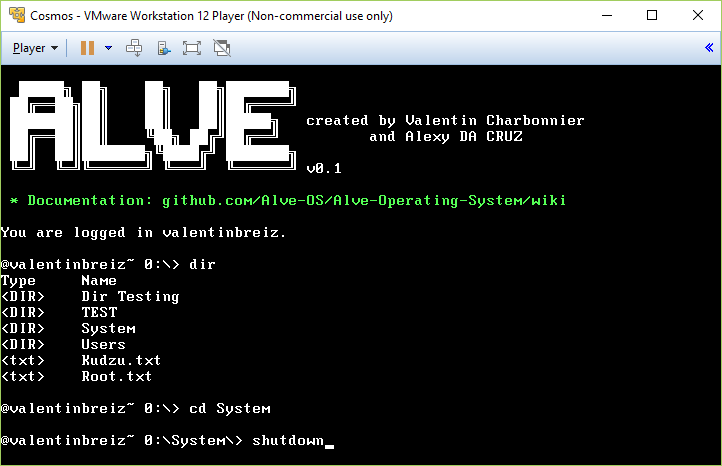 Cosmos - VMware Workstation 12 Player (Non-commercial use only)
Player
ALVE
created by Valentin Charbonnier
and Alexy DA CRUZ
v0.1
* Documentation: github.com/Alve-OS/Alve-Operating-System/wiki
You are logged in valentinbreiz.
@valentinbreiz~ 0:\> dir
Type Name
<DIR> Dir Testing
<DIR> TEST
<DIR> System
<DIR> Users
<txt> Kudzu.txt
<txt> Root.txt
@valentinbreiz~ 0:\> cd System
@valentinbreiz~ 0:\System\> shutdown_